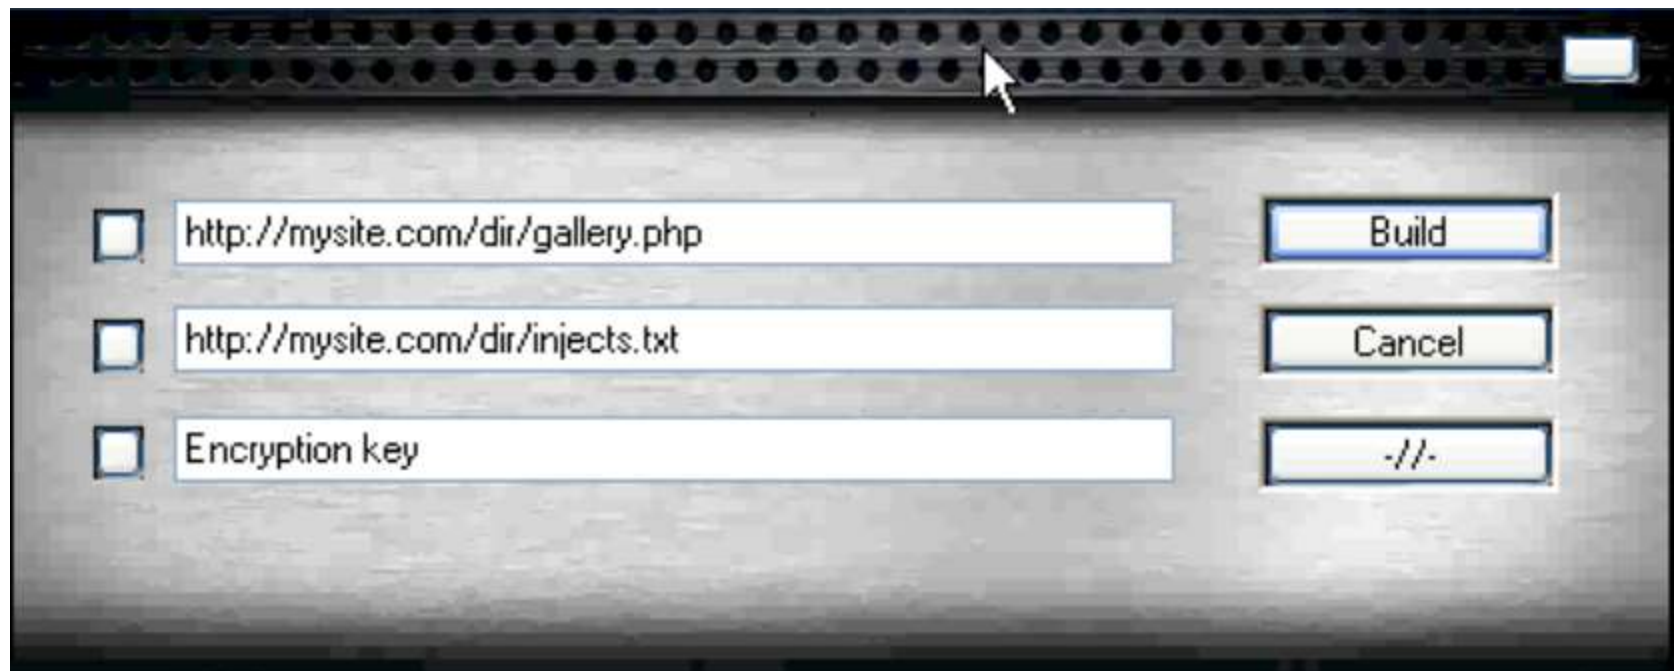 http://mysite.com/dir/gallery.php
Build
http://mysite.com/dir/injects.txt
Cancel
Encryption key
-//-